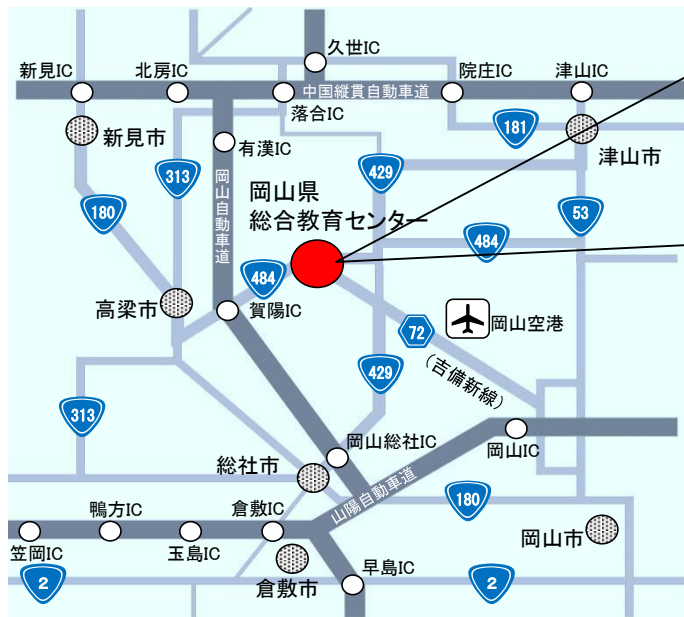 久世IC
新見IC
北房IC
院庄IC
津山IC
中国縦貫自動車道
落合IC
181
新見市
津山市
有漢IC
313
429
岡山自動車道
岡山県
総合教育センター
180
53
484
484
高梁市
賀陽IC
岡山空港
72
(吉備新線)
429
313
岡山総社IC
岡山IC
総社市
山陽自動車道
180
鴨方IC
倉敷IC
岡山市
笠岡IC
玉島IC
倉敷市
早島IC
2
2